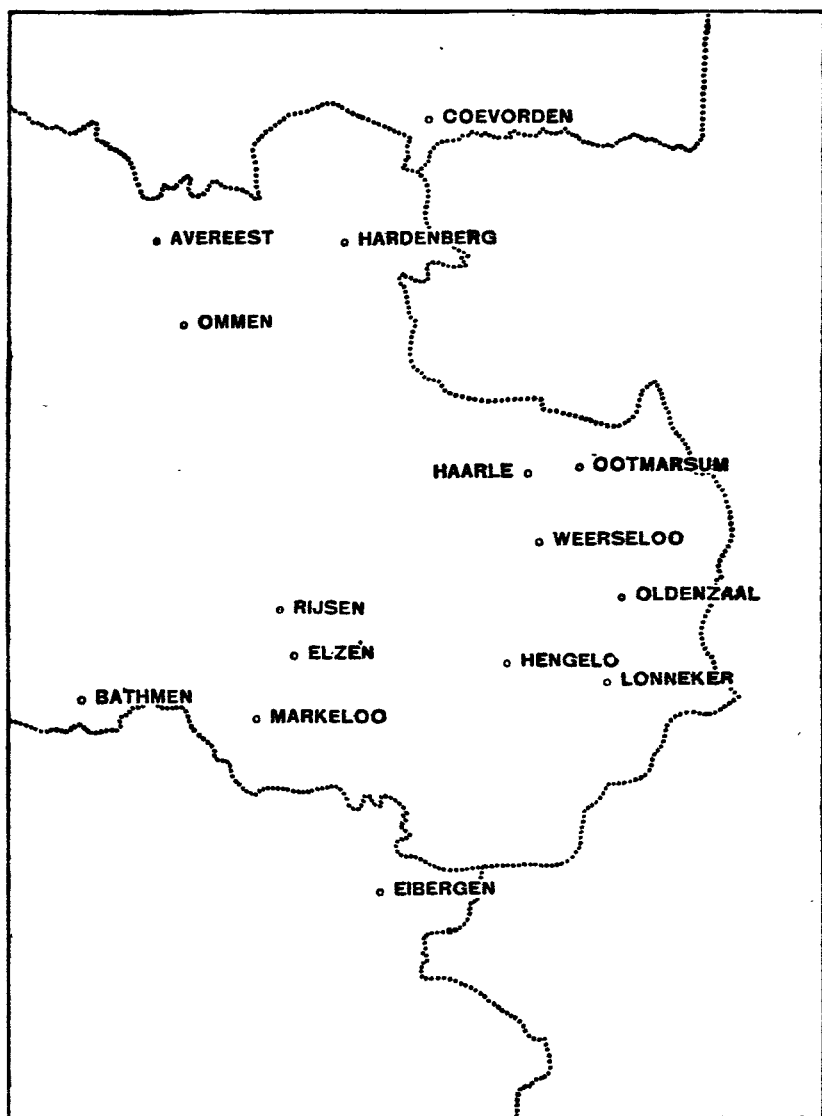 COEVORDEN
AVEREEST
HARDENBERG
OMMEN
HAARLE
OOTMARSUM
WEERSELOO
OLDENZAAL
RIJSEN
ELZEN
HENGELO
LONNEKER
BATHMEN
MARKELOO
EIBERGEN